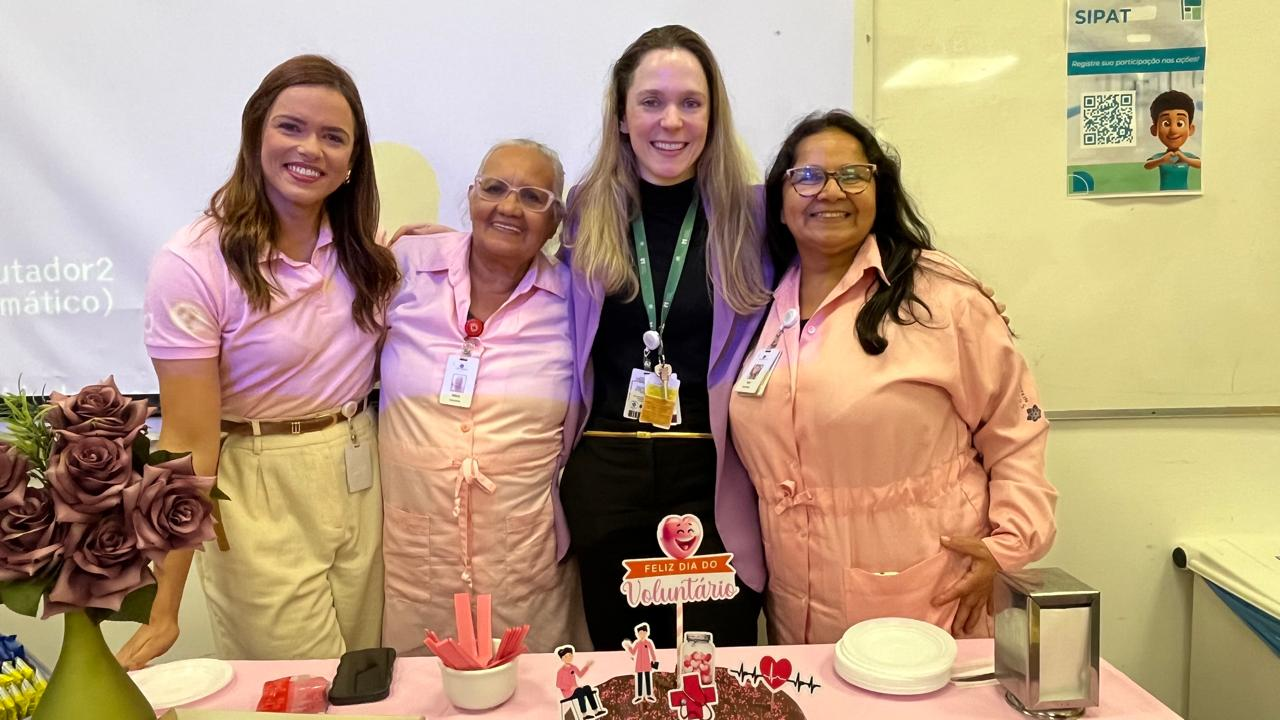 SIPAT
Registre sua participação nas ações!
utador2
mático)
FELIZ DIA DO
Voluntário